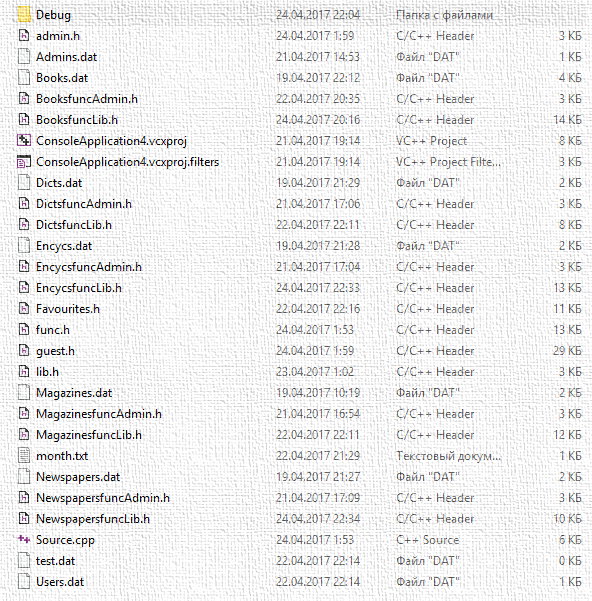 Debug 24.04.2017 22:04 Папка с файлами
admin.h 24.04.2017 1:59 C/C++ Header 3 КБ
Admins.dat 21.04.2017 14:53 Файл "DAT" 1 КБ
Books.dat 19.04.2017 22:12 Файл "DAT" 4 КБ
BooksfuncAdmin.h 22.04.2017 20:35 C/C++ Header 3 КБ
BooksfuncLib.h 24.04.2017 20:16 C/C++ Header 14 КБ
ConsoleApplication4.vcxproj 21.04.2017 19:14 VC++ Project 8 КБ
ConsoleApplication4.vcxproj.filters 21.04.2017 19:14 VC++ Project Filte... 3 КБ
Dicts.dat 19.04.2017 21:29 Файл "DAT" 2 КБ
DictsfuncAdmin.h 21.04.2017 17:06 C/C++ Header 3 КБ
DictsfuncLib.h 22.04.2017 22:11 C/C++ Header 8 КБ
Encycs.dat 19.04.2017 21:28 Файл "DAT" 2 КБ
EncycsfuncAdmin.h 21.04.2017 17:04 C/C++ Header 3 КБ
EncycsfuncLib.h 24.04.2017 22:33 C/C++ Header 13 КБ
Favourites.h 22.04.2017 22:16 C/C++ Header 11 КБ
func.h 24.04.2017 1:53 C/C++ Header 13 КБ
guest.h 24.04.2017 1:59 C/C++ Header 29 КБ
lib.h 23.04.2017 1:02 C/C++ Header 3 КБ
Magazines.dat 19.04.2017 10:19 Файл "DAT" 2 КБ
MagazinesfuncAdmin.h 21.04.2017 16:54 C/C++ Header 3 КБ
MagazinesfuncLib.h 22.04.2017 22:11 C/C++ Header 12 КБ
month.txt 22.04.2017 21:29 Текстовый докум... 1 КБ
Newspapers.dat 19.04.2017 21:27 Файл "DAT" 2 КБ
NewspapersfuncAdmin.h 21.04.2017 17:09 C/C++ Header 3 КБ
NewspapersfuncLib.h 24.04.2017 22:34 C/C++ Header 10 КБ
Source.cpp 24.04.2017 1:53 C++ Source 6 КБ
test.dat 22.04.2017 22:14 Файл "DAT" 0 КБ
Users.dat 22.04.2017 22:14 Файл "DAT" 1 КБ